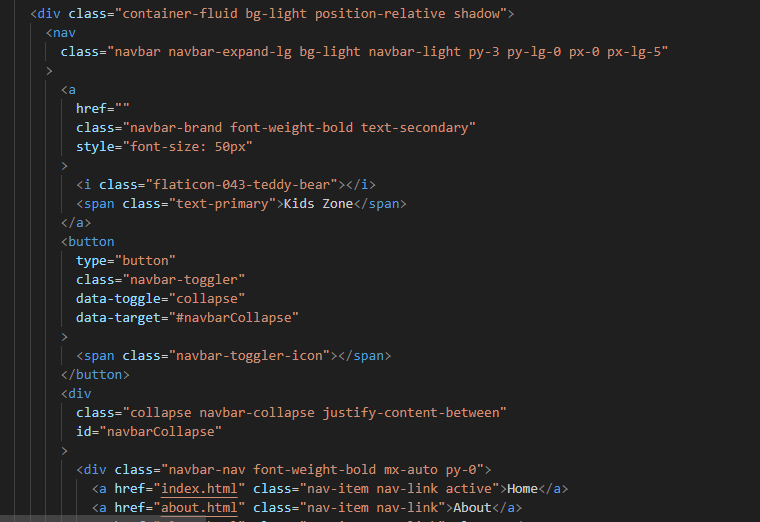 <div class="container-fluid bg-light position-relative shadow">
<nav
class="navbar navbar-expand-lg bg-light navbar-light py-3 py-lg-0 px-0 px-lg-5"
>
<a
href=""
class="navbar-brand font-weight-bold text-secondary"
style="font-size: 50px"
>
<i class="flaticon-043-teddy-bear"></i>
<span class="text-primary">Kids Zone</span>
</a>
<button
type="button"
class="navbar-toggler"
data-toggle="collapse"
data-target="#navbarCollapse"
>
<span class="navbar-toggler-icon"></span>
</button>
<div
class="collapse navbar-collapse justify-content-between"
id="navbarCollapse"
>
<div class="navbar-nav font-weight-bold mx-auto py-0">
<a href="index.html" class="nav-item nav-link active">Home</a>
<a href="about.html" class="nav-item nav-link">About</a>